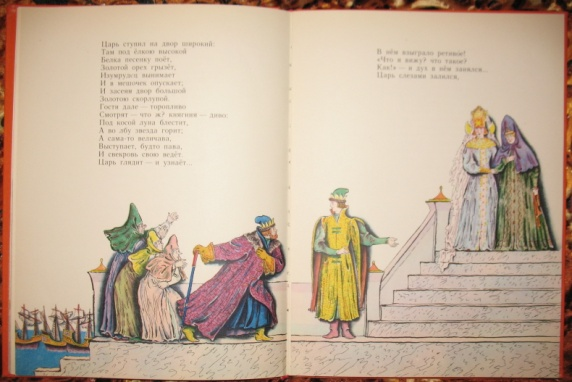 Царь ступил на двор широкий:
Там под ёлкою высокой
Белка песенку поёт,
Золотой орех грызёт,
Изумрудец вынимает
И в мешочек опускает;
И засеян двор большой
Золотою скорлупой.
Гости дале — торопливо
Смотрят — что ж? княгиня — диво:
Под косой луна блестит,
А во лбу звезда горит;
А сама-то величава,
Выступает, будто пава,
И свекровь свою ведёт.
Царь глядит — и узнаёт...
В нём взыграло ретивое!
«Что я вижу? что такое?
Как!» — и дух в нём занялся...
Царь слезами залился,